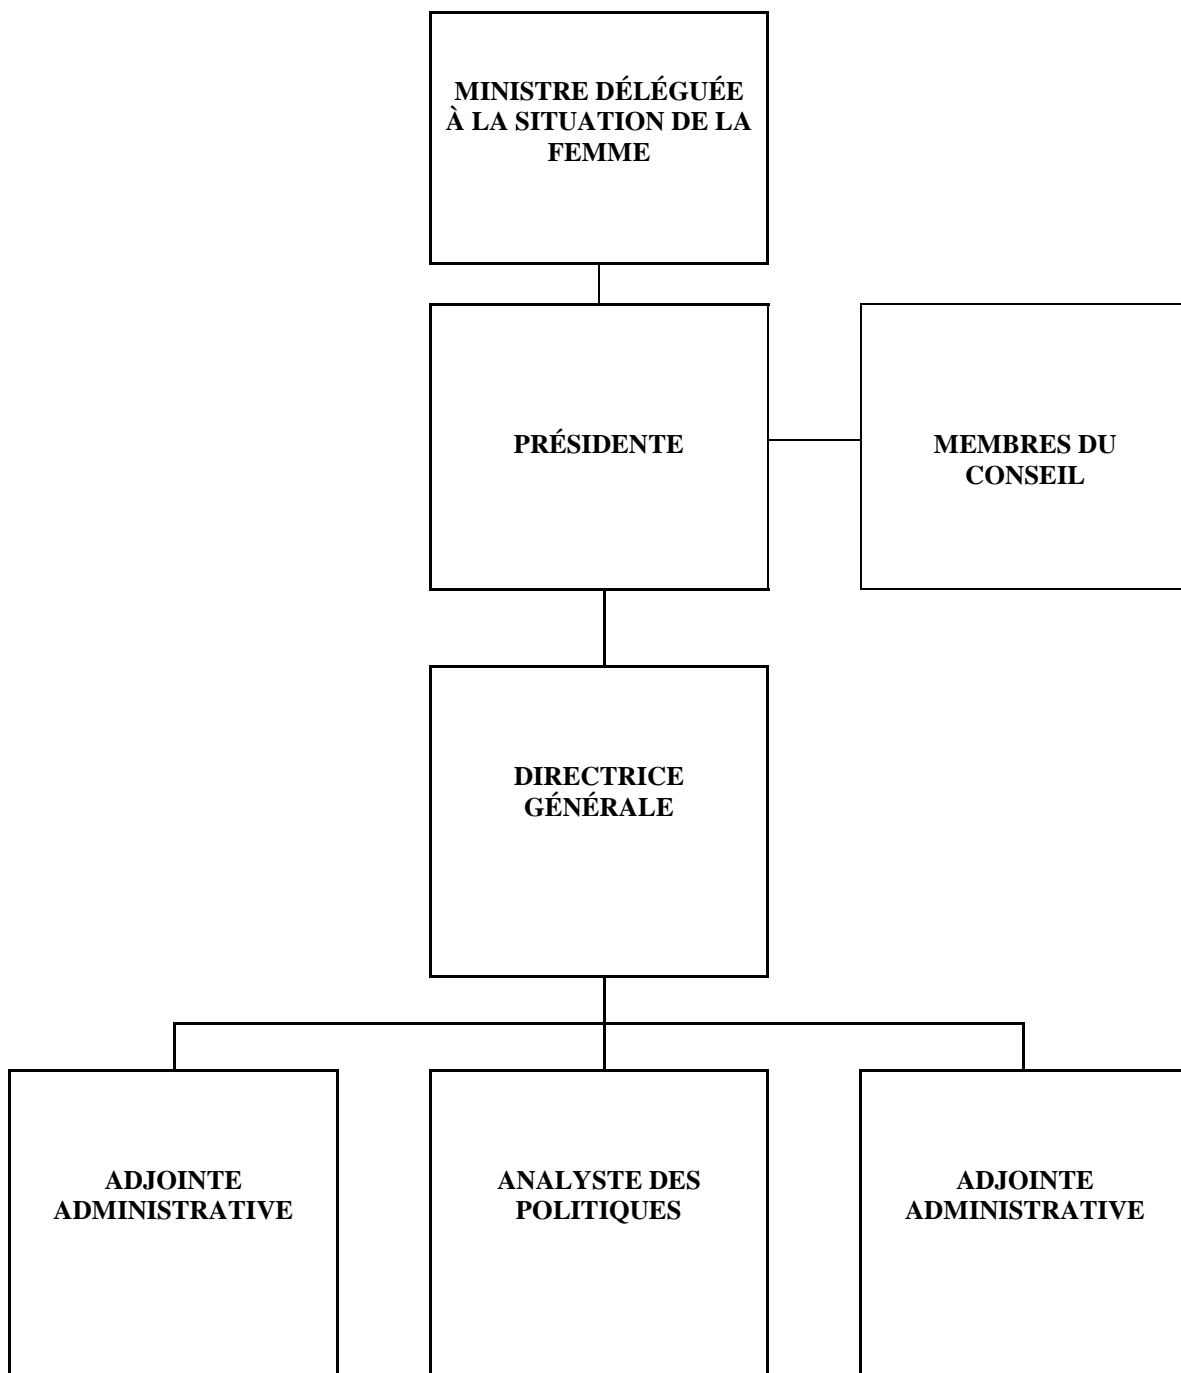 MINISTRE DÉLÉGUÉE
À LA SITUATION DE LA
FEMME
PRÉSIDENTE
MEMBRES DU
CONSEIL
DIRECTRICE
GÉNÉRALE
ADJOINTE
ADMINISTRATIVE
ANALYSTE DES
POLITIQUES
ADJOINTE
ADMINISTRATIVE